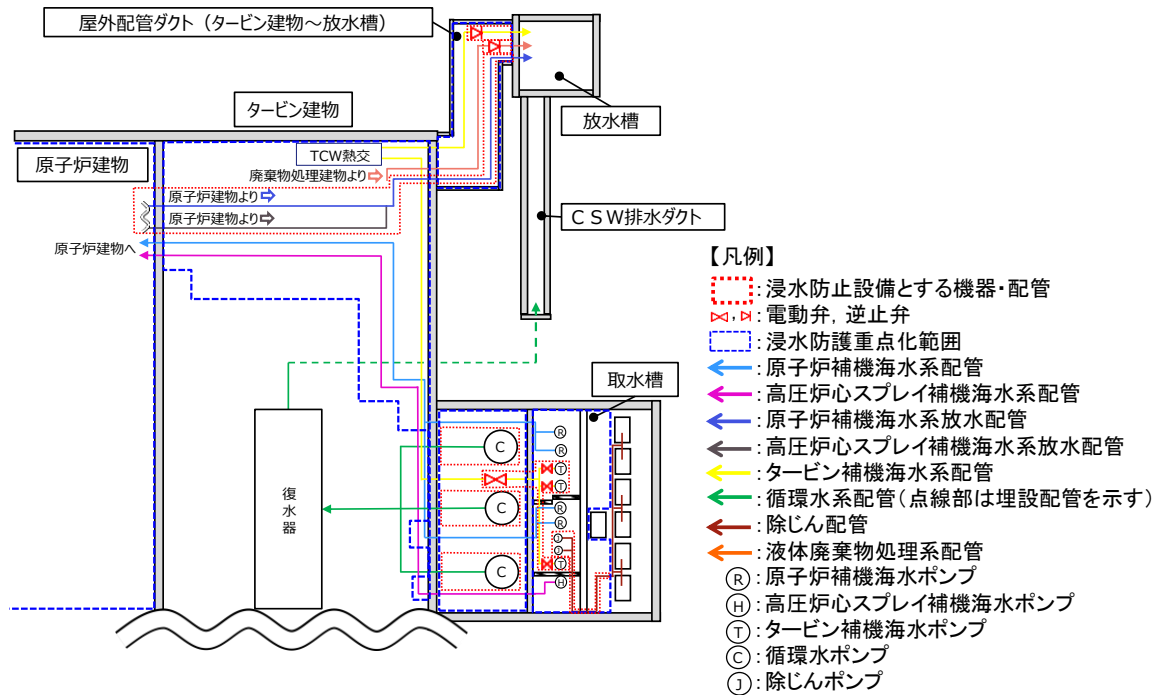 屋外配管ダクト（タービン建物～放水槽）
タービン建物
放水槽
原子炉建物
TCW熱交
廃棄物処理建物より
原子炉建物より
原子炉建物より
原子炉建物へ
ＣＳＷ排水ダクト
取水槽
復水器
C
C
C
R
R
T
T
R
R
J
J
T
H
【凡例】
：浸水防止設備とする機器・配管
，：電動弁，逆止弁
：浸水防護重点化範囲
：原子炉補機海水系配管
：高圧炉心スプレイ補機海水系配管
：原子炉補機海水系放水配管
：高圧炉心スプレイ補機海水系放水配管
：タービン補機海水系配管
：循環水系配管（点線部は埋設配管を示す）
：除じん配管
：液体廃棄物処理系配管
R：原子炉補機海水ポンプ
H：高圧炉心スプレイ補機海水ポンプ
T：タービン補機海水ポンプ
C：循環水ポンプ
J：除じんポンプ